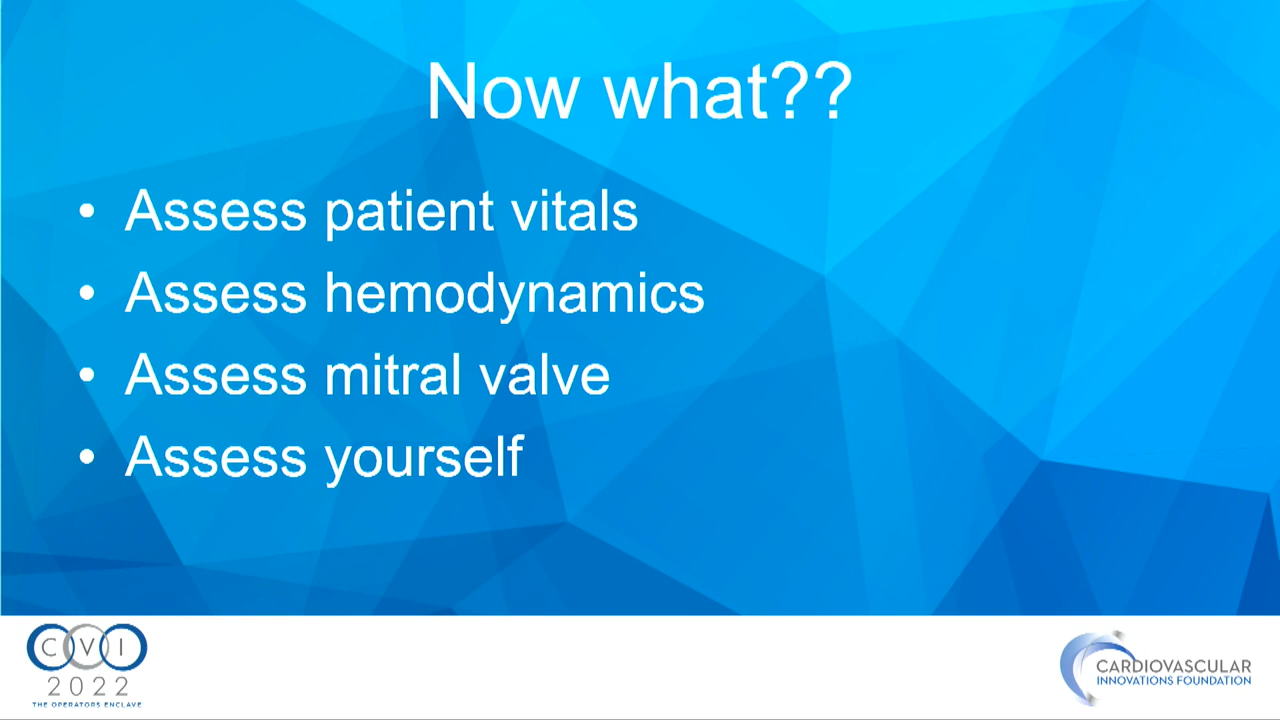 Now what??
• Assess patient vitals
• Assess hemodynamics
• Assess mitral valve
• Assess yourself
CVI
2022
THE OPERATORS ENCLAVE
CARDIOVASCULAR
INNOVATIONS FOUNDATION